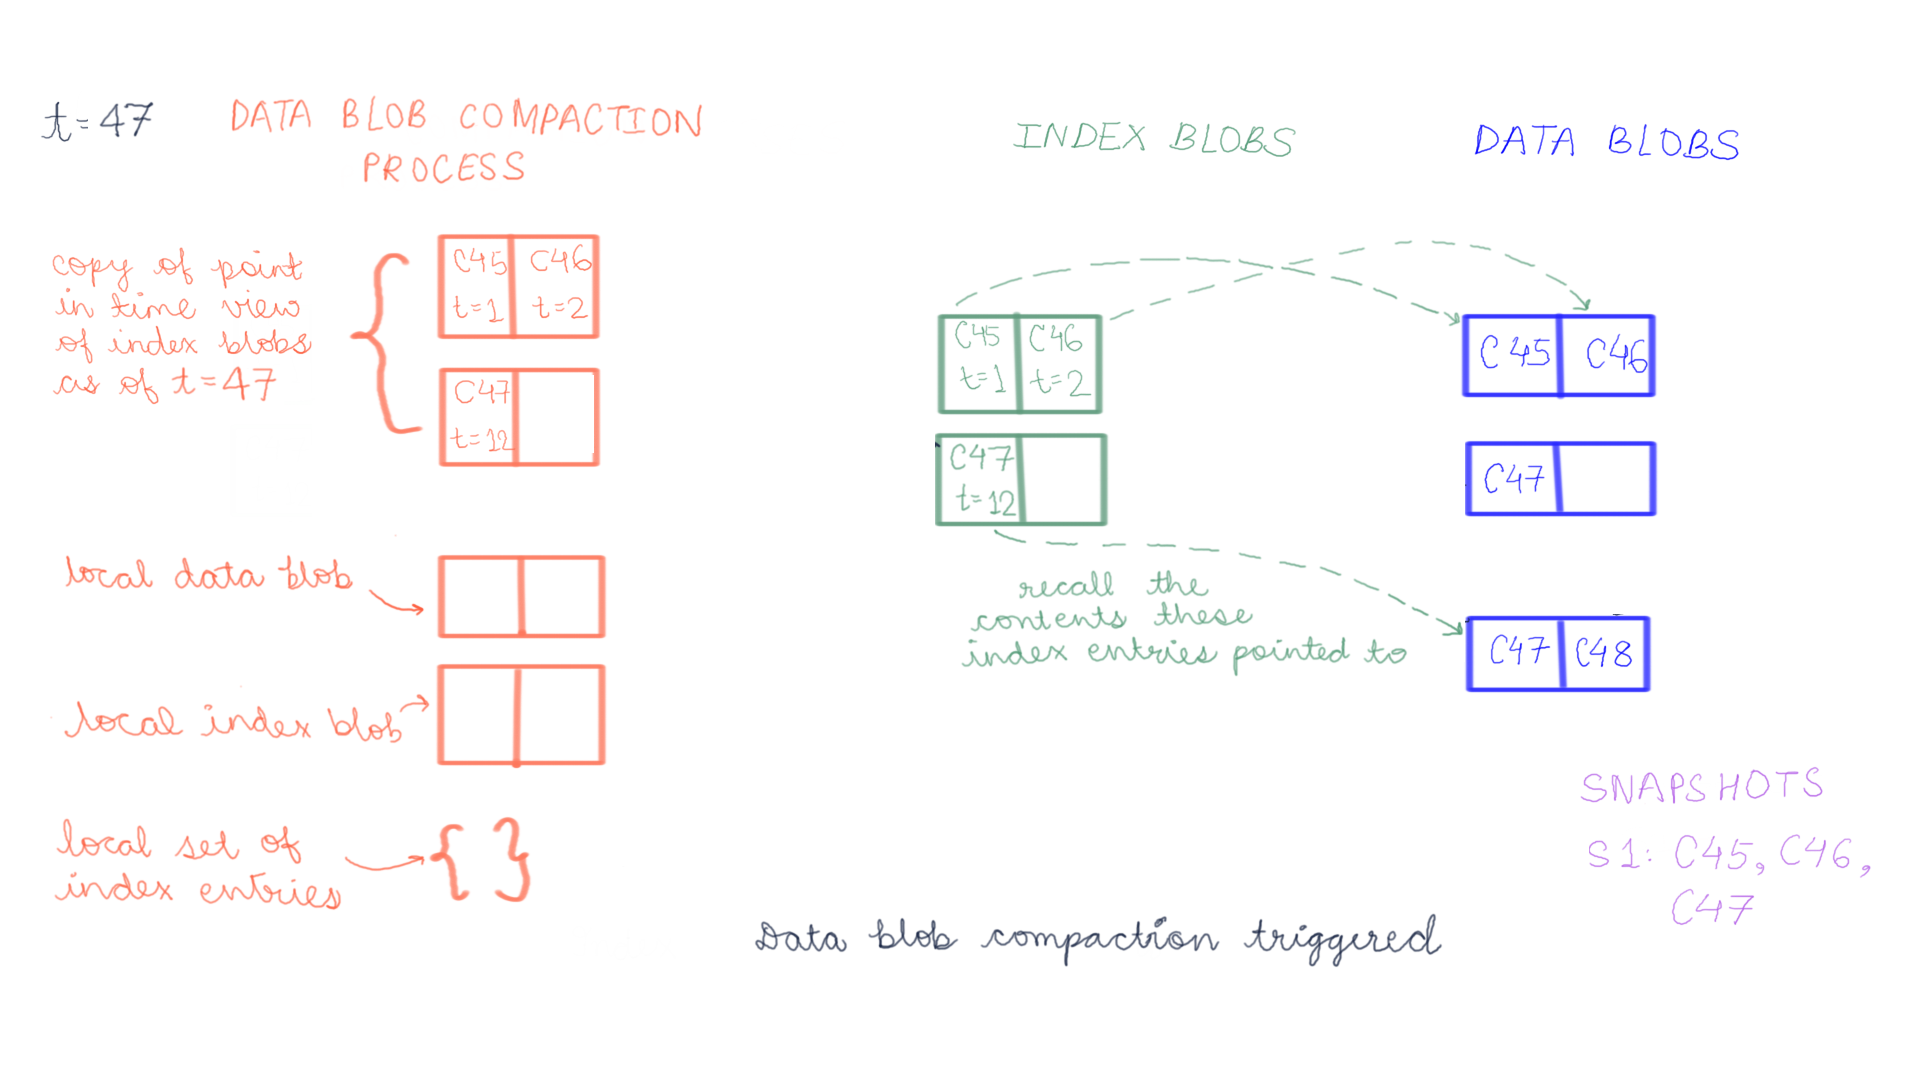 t=47
DATA BLOB COMPACTION
PROCESS
copy of point
in time view
of index blobs
as of t=47
C45 C46
t=1 t=2
C47
t=12
local data blob
local index blob
local set of
index entries
{ }
INDEX BLOBS
C45 C46
t=1 t=2
C47
t=12
recall the
contents these
index entries pointed to
DATA BLOBS
C45 C46
C47
C47 C48
SNAPSHOTS
S1: C45, C46,
C47
Data blob compaction triggered